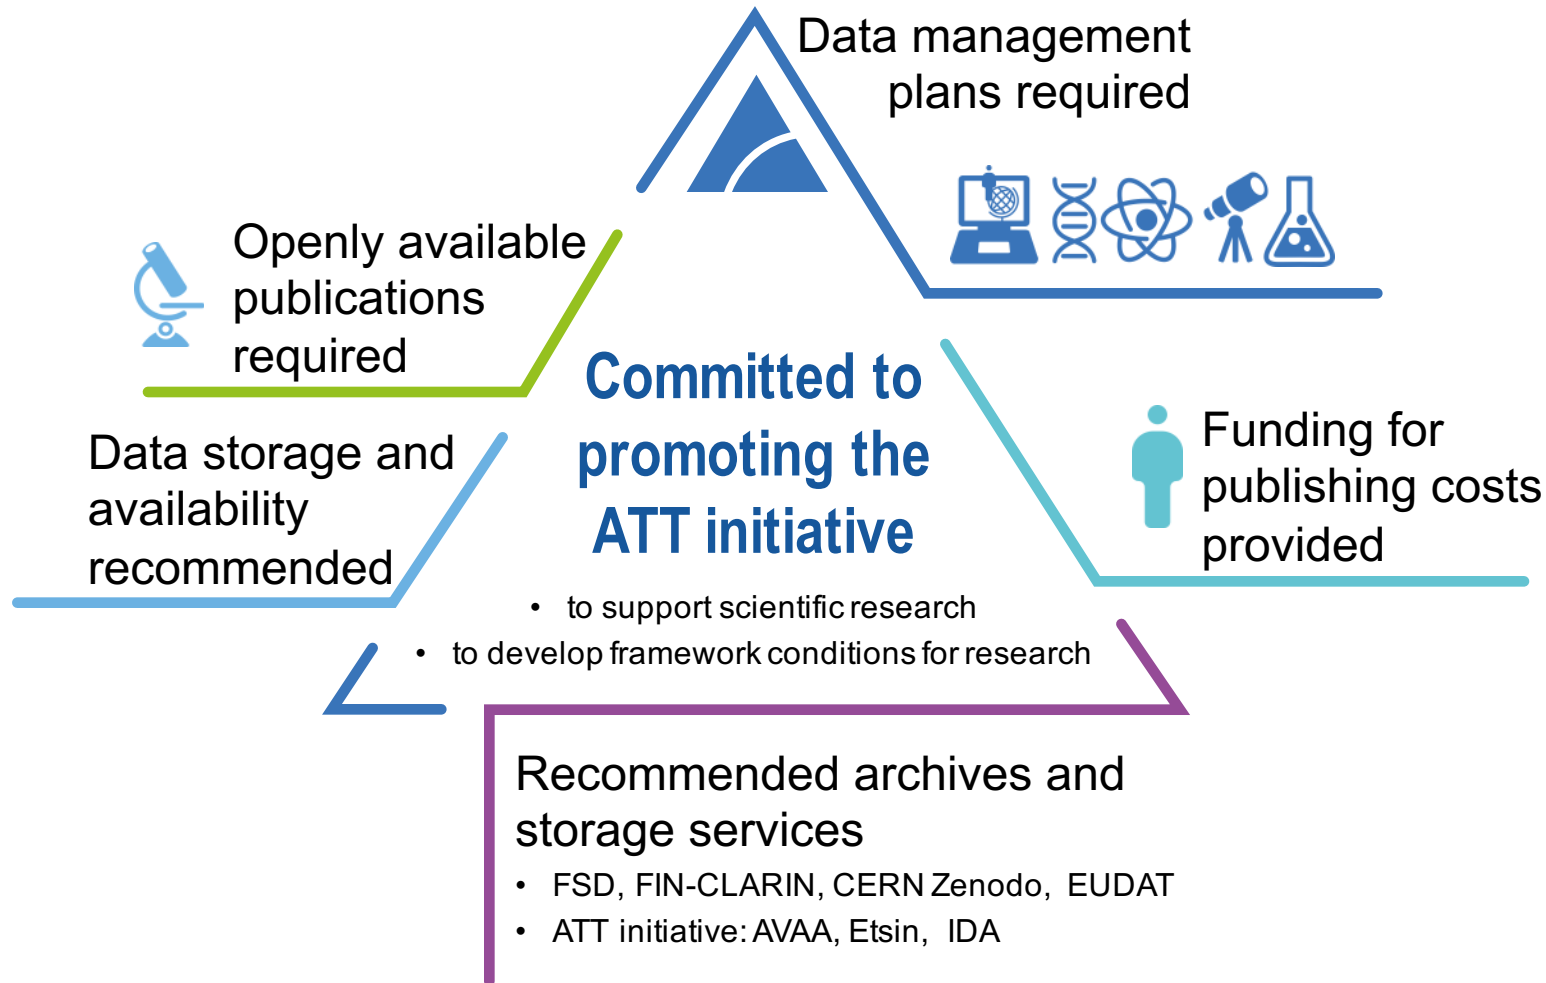 Data management
plans required
Openly available
publications
required
Committed to
promoting the
ATT initiative
Data storage and
availability
recommended
Funding for
publishing costs
provided
• to support scientific research
• to develop framework conditions for research
Recommended archives and
storage services
• FSD, FIN-CLARIN, CERN Zenodo, EUDAT
• ATT initiative: AVAA, Etsin, IDA